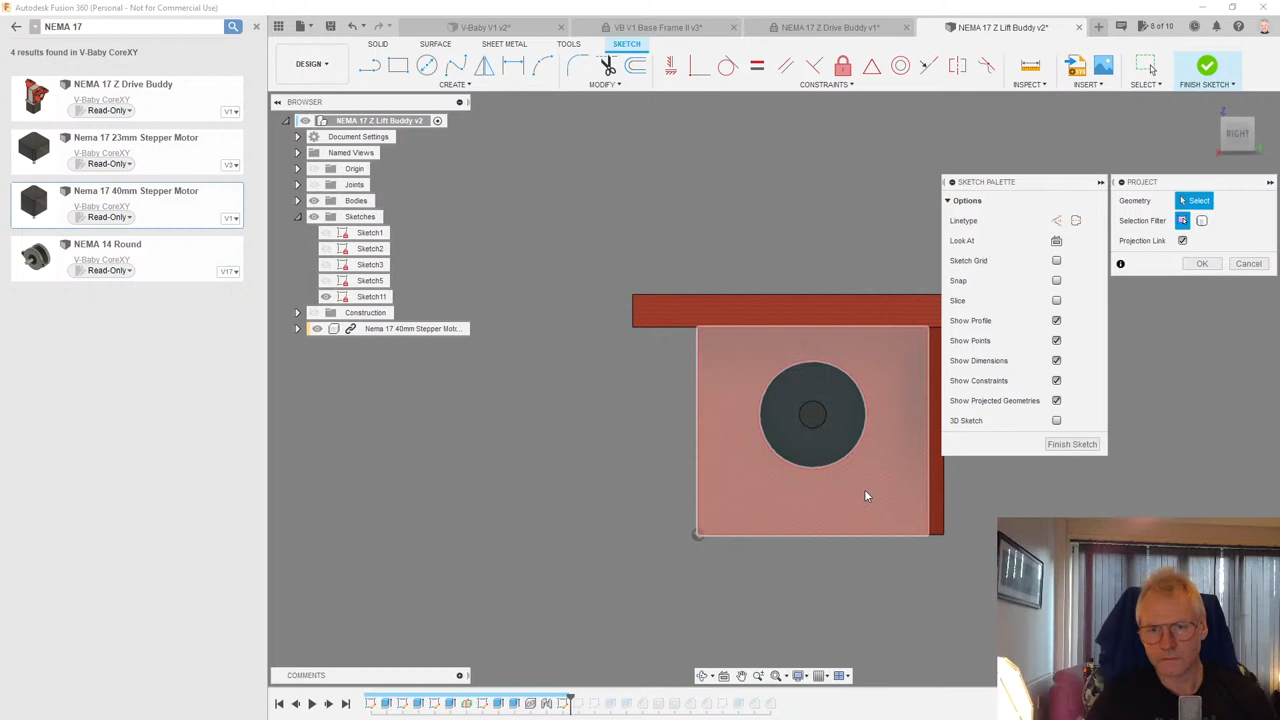 Autodesk Fusion 360 (Personal - Not for Commercial Use)
NEMA 17
V-Baby V1 v2*
VB V1 Base Frame II v3*
NEMA 17 Z Drive Buddy v1*
NEMA 17 Z Lift Buddy v2*
8 of 10
4 results found in V-Baby CoreXY
SOLID
SURFACE
SHEET METAL
TOOLS
SKETCH
DESIGN
CREATE
MODIFY
CONSTRAINTS
INSPECT
INSERT
SELECT
FINISH SKETCH
NEMA 17 Z Drive Buddy
V-Baby CoreXY
Read-Only
V1
Nema 17 23mm Stepper Motor
V-Baby CoreXY
Read-Only
V3
Nema 17 40mm Stepper Motor
V-Baby CoreXY
Read-Only
V1
NEMA 14 Round
V-Baby CoreXY
Read-Only
V17
BROWSER
NEMA 17 Z Lift Buddy v2
Document Settings
Named Views
Origin
Joints
Bodies
Sketches
Sketch1
Sketch2
Sketch3
Sketch5
Sketch11
Construction
Nema 17 40mm Stepper Motc...
Z
RIGHT
X
Y
SKETCH PALETTE
Options
Linetype
Look At
Sketch Grid
Snap
Slice
Show Profile
Show Points
Show Dimensions
Show Constraints
Show Projected Geometries
3D Sketch
Finish Sketch
PROJECT
Geometry
Select
Selection Filter
Projection Link
OK
Cancel
COMMENTS